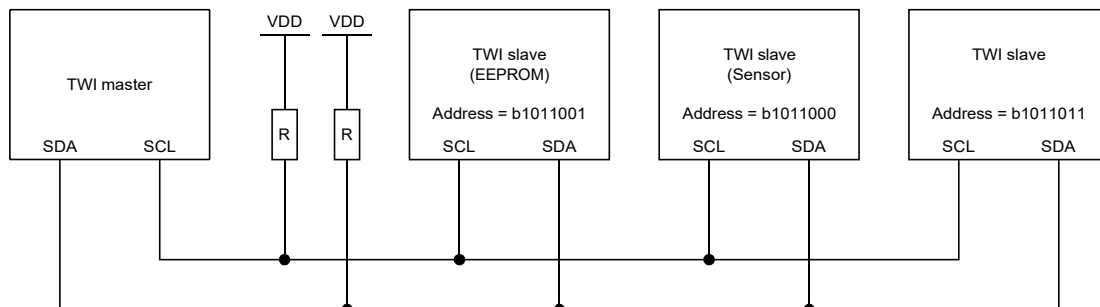 VDD VDD
TWI master
R
R
SDA SCL
TWI slave
(EEPROM)
Address = b1011001
SCL SDA
TWI slave
(Sensor)
Address = b1011000
SCL SDA
TWI slave
Address = b1011011
SCL SDA